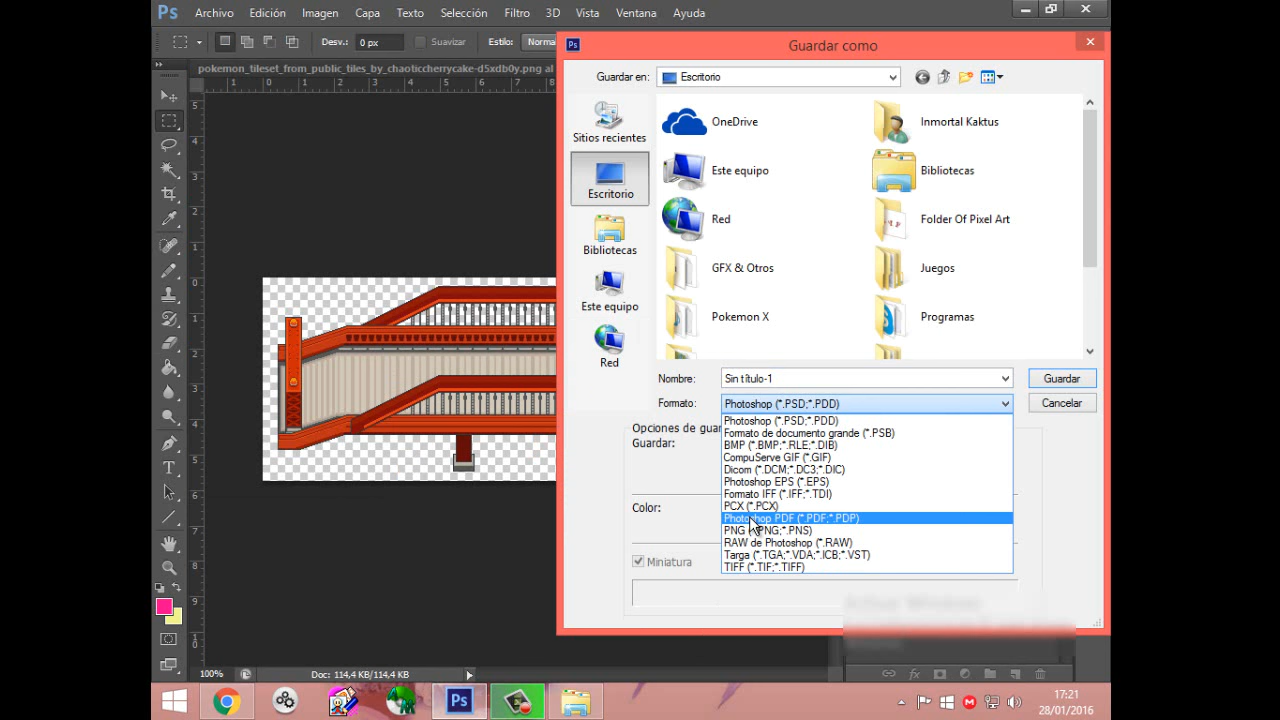 Ps Archivo Edición Imagen Capa Texto Selección Filtro 3D Vista Ventana Ayuda
Desv.: 0 px Suavizar Estilo:
pokemon_tileset_from_public_tiles_by_chaoticcherrycake-d5xdb0y.png al
Ps Guardar como
Guardar en: Escritorio
Sitios recientes
Escritorio
Bibliotecas
Este equipo
Red
OneDrive
Inmortal Kaktus
Este equipo
Bibliotecas
Red
Folder Of Pixel Art
GFX & Otros
Juegos
Pokemon X
Programas
Nombre: Sin título-1 Guardar
Formato: Photoshop (*.PSD;*.PDD) Cancelar
Photoshop (*.PSD;*.PDD)
Formato de documento grande (*.PSB)
BMP (*.BMP;*.RLE;*.DIB)
CompuServe GIF (*.GIF)
Dicom (*.DCM;*.DC3;*.DIC)
Photoshop EPS (*.EPS)
Formato IFF (*.IFF;*.TDI)
PCX (*.PCX)
Photoshop PDF (*.PDF;*.PDP)
PNG (*.PNG;*.PNS)
RAW de Photoshop (*.RAW)
Targa (*.TGA;*.VDA;*.ICB;*.VST)
TIFF (*.TIF;*.TIFF)
Opciones de guar
Guardar:
Color:
Miniatura
100% Doc: 114,4 KB/114,4 KB
Ps
17:21
28/01/2016